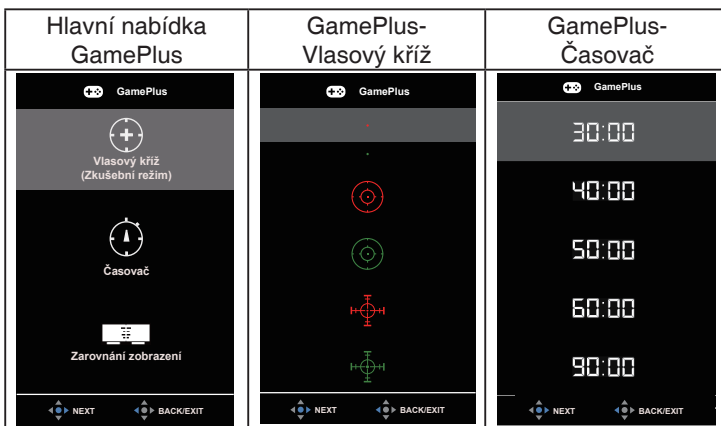 Hlavní nabídka
GamePlus
GamePlus-
Vlasový kříž
GamePlus-
Časovač
GamePlus
Vlasový kříž
(Zkušební režim)
Časovač
Zarovnání zobrazení
NEXT BACK/EXIT
GamePlus
NEXT BACK/EXIT
GamePlus
30:00
40:00
50:00
60:00
90:00
NEXT BACK/EXIT